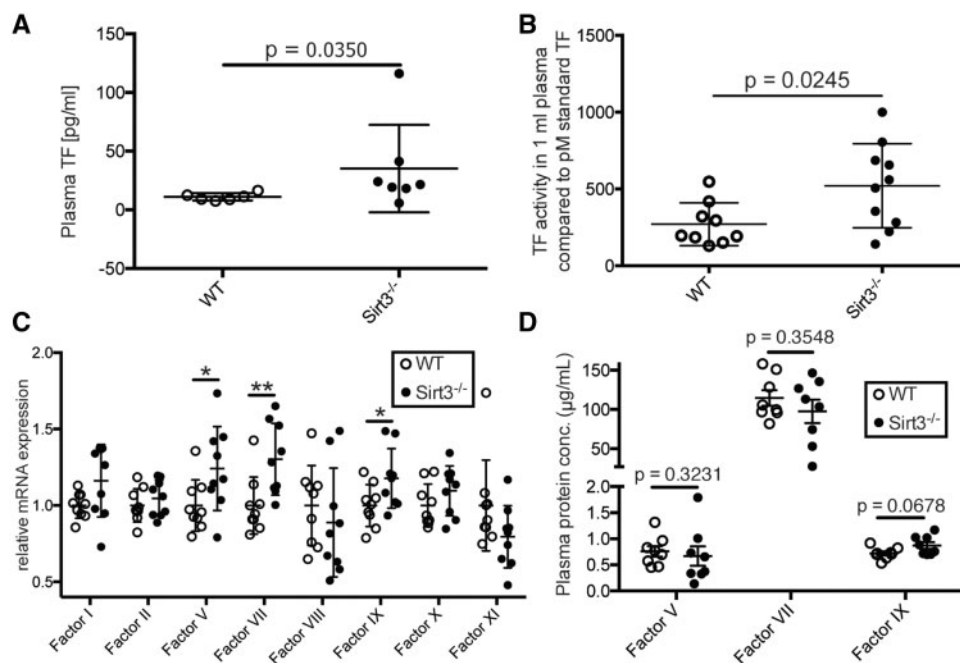 A
Plasma TF [pg/ml]
150
100
50
0
-50
p = 0.0350
WT
Sirt3-/-
B
TF activity in 1 ml plasma
compared to pM standard TF
1500
1000
500
0
p = 0.0245
WT
Sirt3-/-
C
relative mRNA expression
2.0
1.5
1.0
0.5
*
**
*
WT
Sirt3-/-
Factor I
Factor II
Factor V
Factor VII
Factor VIII
Factor IX
Factor X
Factor XI
D
Plasma protein conc. (µg/mL)
150
100
50
2.0
1.5
1.0
0.5
0.0
p = 0.3548
p = 0.3231
p = 0.0678
WT
Sirt3-/-
Factor V
Factor VII
Factor IX